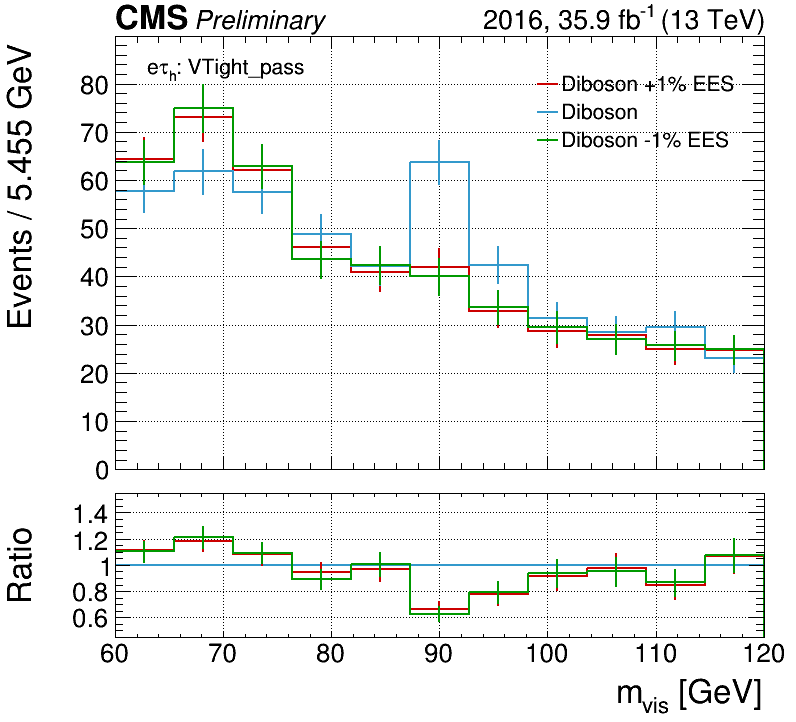 CMS Preliminary 2016, 35.9 fb⁻¹ (13 TeV)
eτₕ: VTight_pass
Diboson +1% EES
Diboson
Diboson -1% EES
Events / 5.455 GeV
80
70
60
50
40
30
20
10
0
Ratio
1.4
1.2
1
0.8
0.6
60 70 80 90 100 110 120
m_vis [GeV]